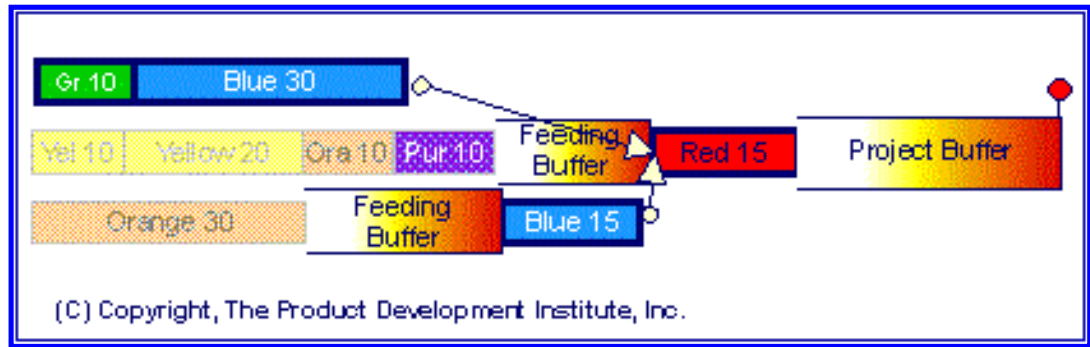 Gr 10 Blue 30
Yel 10 Yellow 20 Ora 10 Pur 10 Feeding Buffer Red 15 Project Buffer
Orange 30 Feeding Buffer Blue 15
(C) Copyright, The Product Development Institute, Inc.